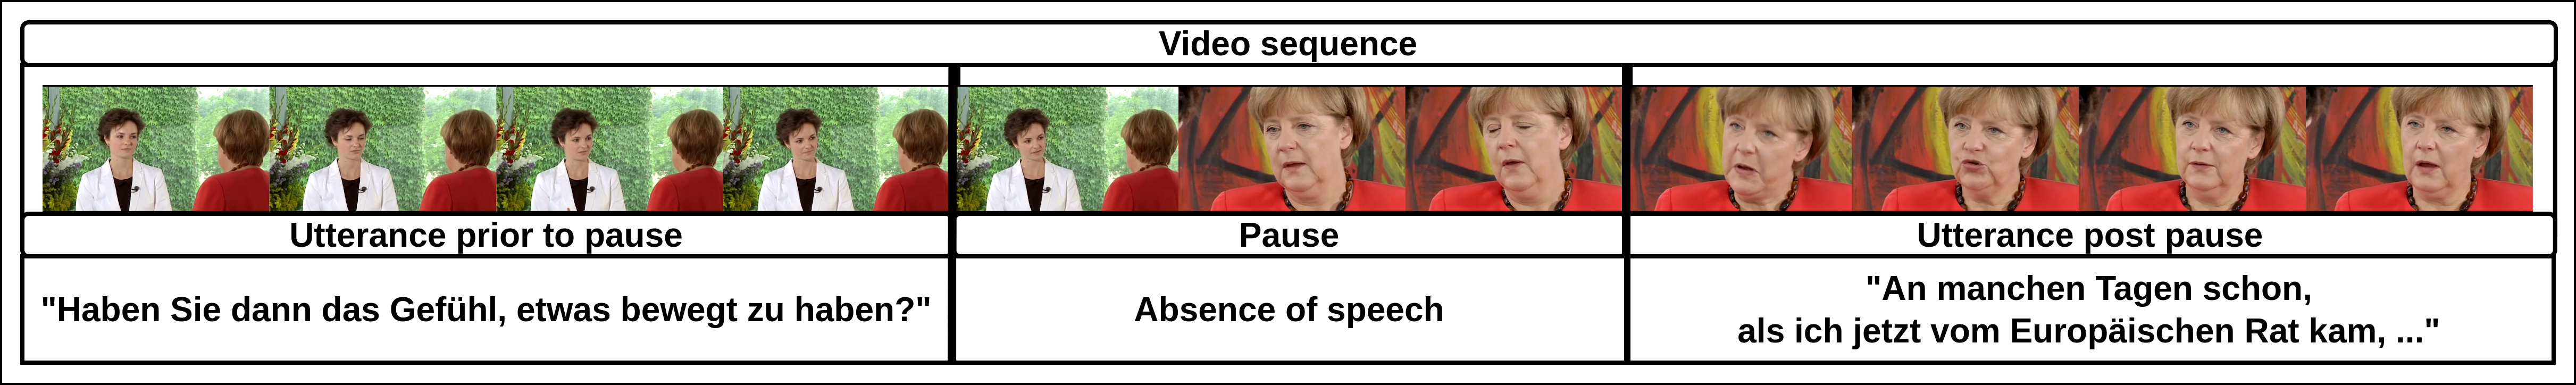 Video sequence
Utterance prior to pause
Pause
Utterance post pause
"Haben Sie dann das Gefühl, etwas bewegt zu haben?"
Absence of speech
"An manchen Tagen schon,
als ich jetzt vom Europäischen Rat kam, ..."